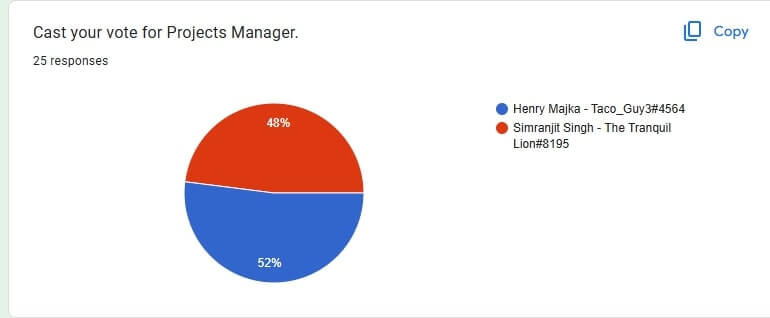 Cast your vote for Projects Manager.
Copy
25 responses
48%
52%
Henry Majka - Taco_Guy3#4564
Simranjit Singh - The Tranquil
Lion#8195